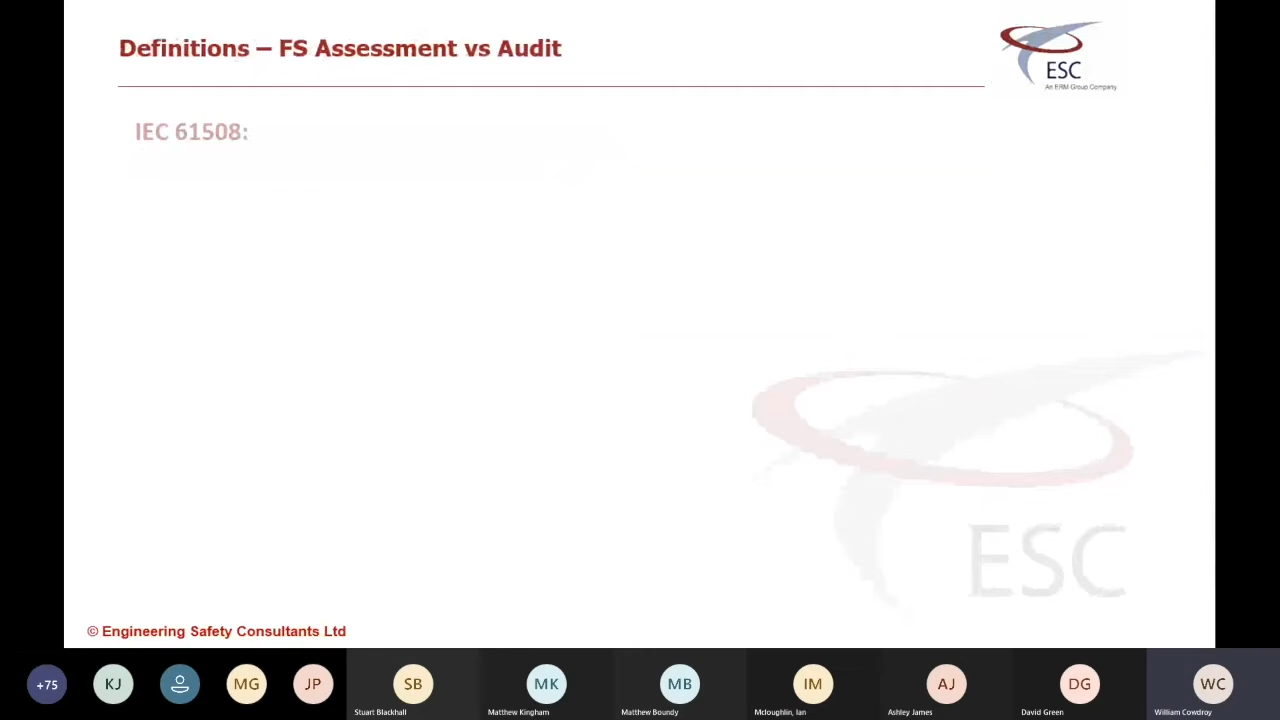 Definitions – FS Assessment vs Audit
ESC
An ERM Group Company
IEC 61508:
ESC
© Engineering Safety Consultants Ltd
+75
KJ
MG
JP
SB
MK
MB
IM
AJ
DG
WC
Stuart Blackhall
Matthew Kingham
Matthew Boundy
Mcloughlin, Ian
Ashley James
David Green
William Cowdroy